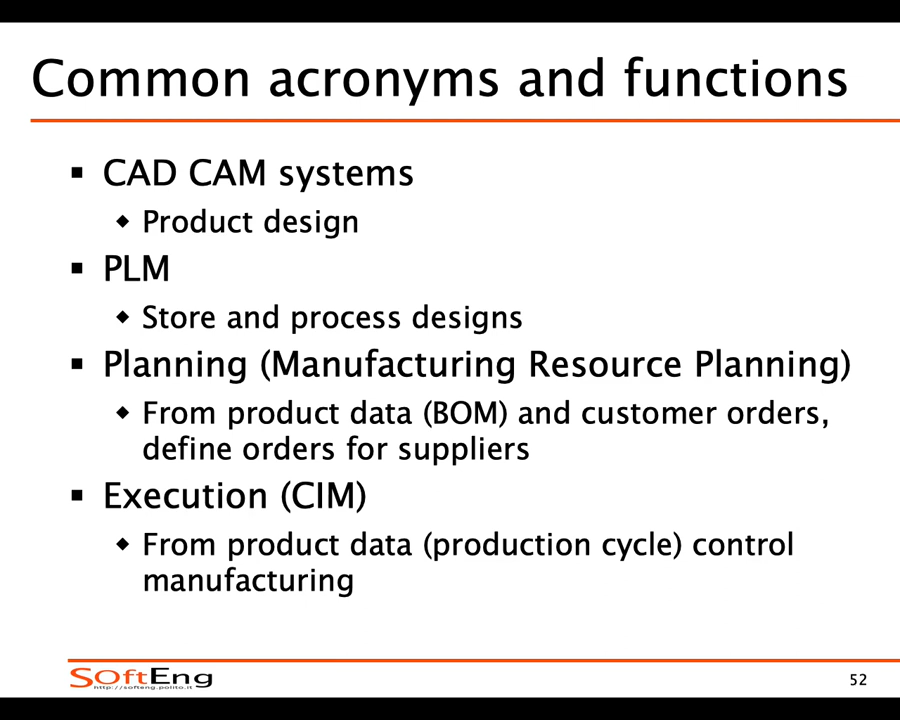 Common acronyms and functions
CAD CAM systems
Product design
PLM
Store and process designs
Planning (Manufacturing Resource Planning)
From product data (BOM) and customer orders,
define orders for suppliers
Execution (CIM)
From product data (production cycle) control
manufacturing
SOftEng
http://softeng.polito.it
52